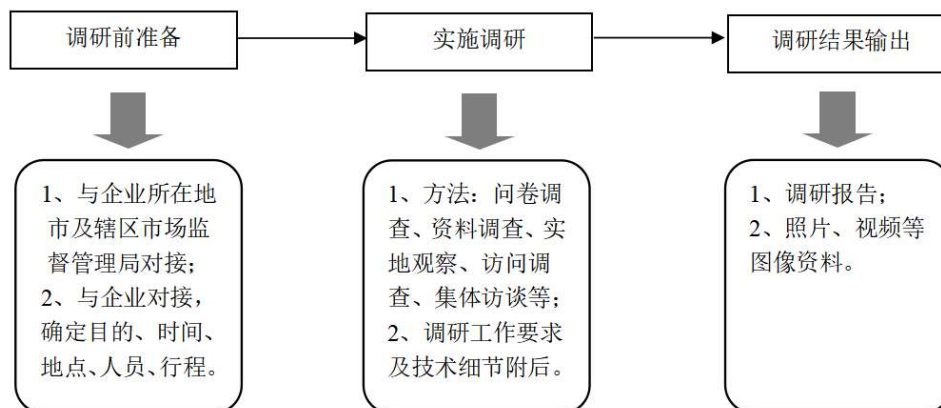 调研前准备
实施调研
调研结果输出
1、与企业所在地
市及辖区市场监
督管理局对接；
2、与企业对接，
确定目的、时间、
地点、人员、行程。
1、方法：问卷调
查、资料调查、实
地观察、访问调
查、集体访谈等；
2、调研工作要求
及技术细节附后。
1、调研报告；
2、照片、视频等
图像资料。